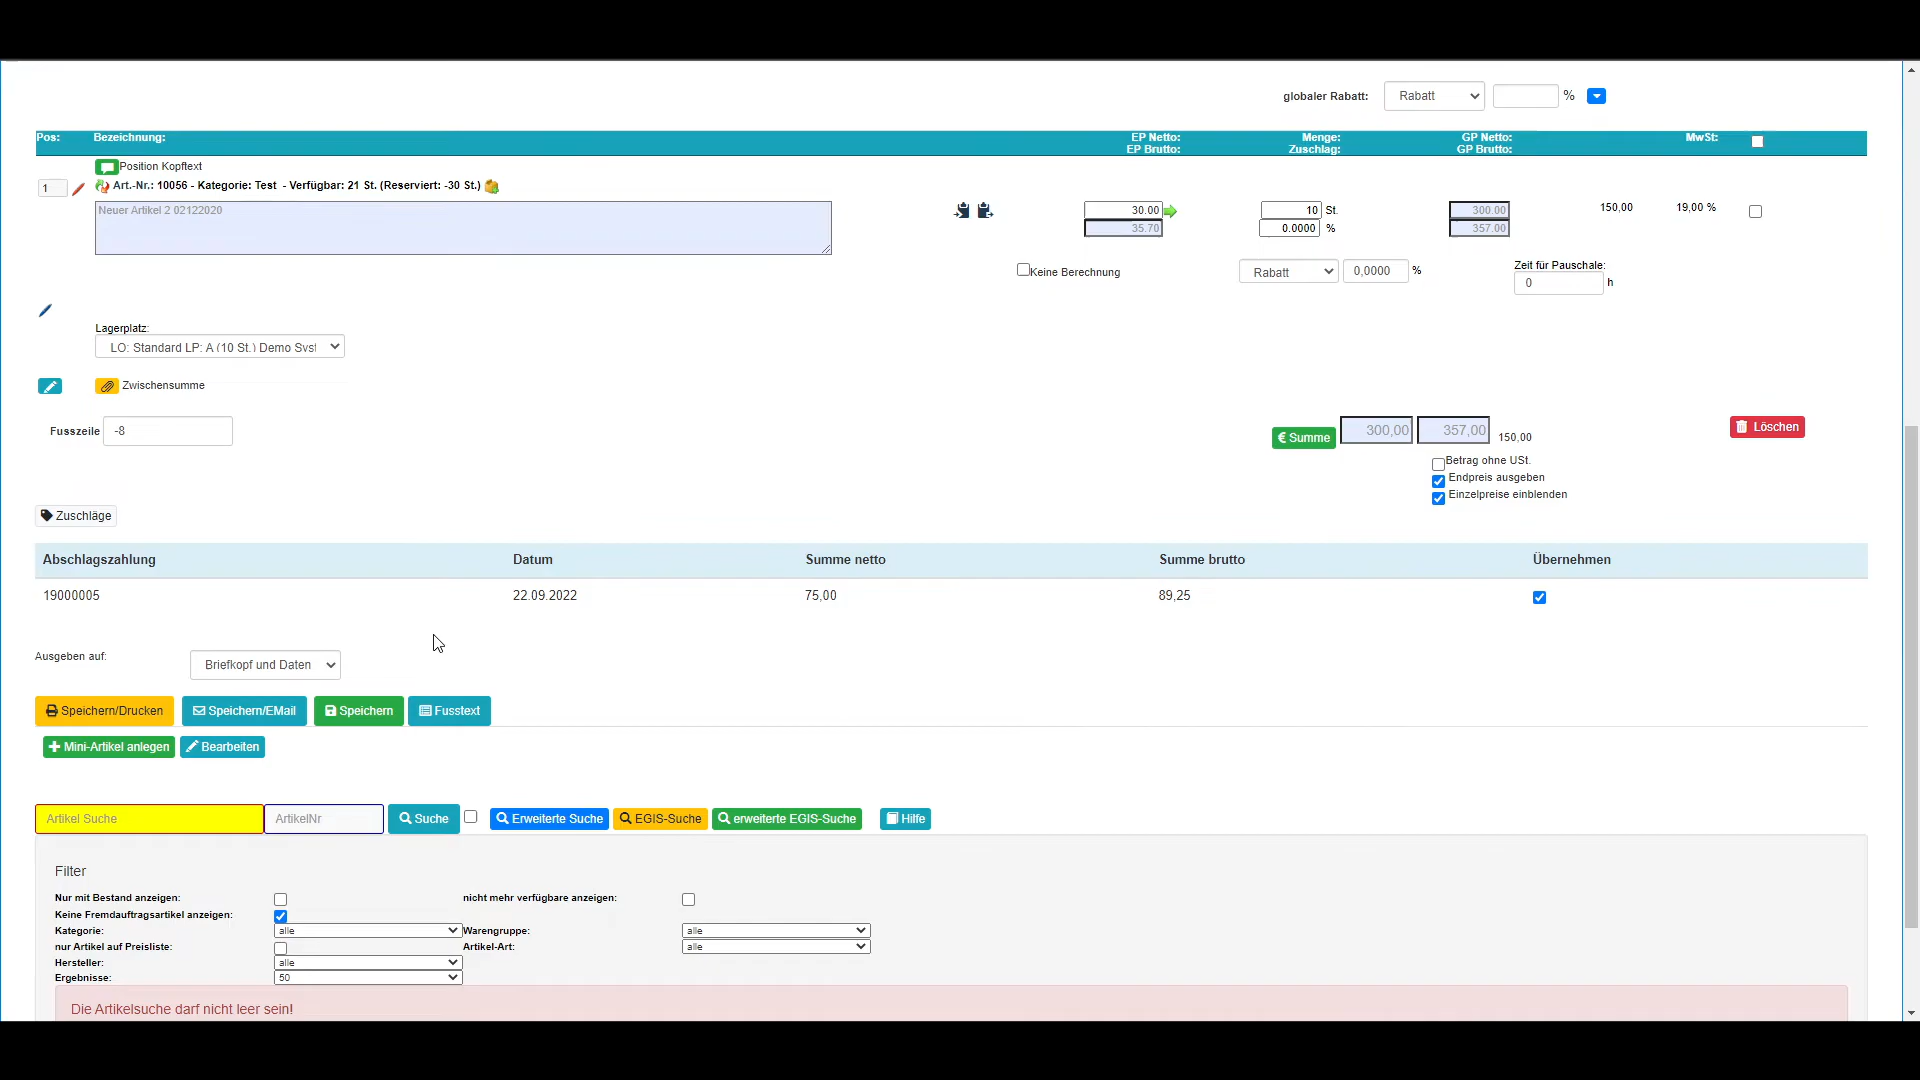 globaler Rabatt: Rabatt %
Pos: Bezeichnung: EP Netto: Menge: GP Netto: MwSt:
EP Brutto: Zuschlag: GP Brutto:
Position Kopftext
1 Art.-Nr.: 10056 - Kategorie: Test - Verfügbar: 21 St. (Reserviert: -30 St.)
Neuer Artikel 2 02122020 30.00 10 St. 300.00 150,00 19,00 %
35.70 0.0000 % 357.00
Keine Berechnung Rabatt 0,0000 % Zeit für Pauschale:
0 h
Lagerplatz:
LO: Standard LP: A (10 St.) Demo Syst
Zwischensumme
Fusszeile -8 € Summe 300,00 357,00 150,00 Löschen
Betrag ohne USt.
Endpreis ausgeben
Einzelpreise einblenden
Zuschläge
Abschlagszahlung Datum Summe netto Summe brutto Übernehmen
19000005 22.09.2022 75,00 89,25
Ausgeben auf: Briefkopf und Daten
Speichern/Drucken Speichern/EMail Speichern Fusstext
Mini-Artikel anlegen Bearbeiten
Artikel Suche ArtikelNr Suche Erweiterte Suche EGIS-Suche erweiterte EGIS-Suche Hilfe
Filter
Nur mit Bestand anzeigen: nicht mehr verfügbare anzeigen:
Keine Fremdauftragsartikel anzeigen:
Kategorie: alle Warengruppe: alle
nur Artikel auf Preisliste: Artikel-Art: alle
Hersteller: alle
Ergebnisse: 50
Die Artikelsuche darf nicht leer sein!